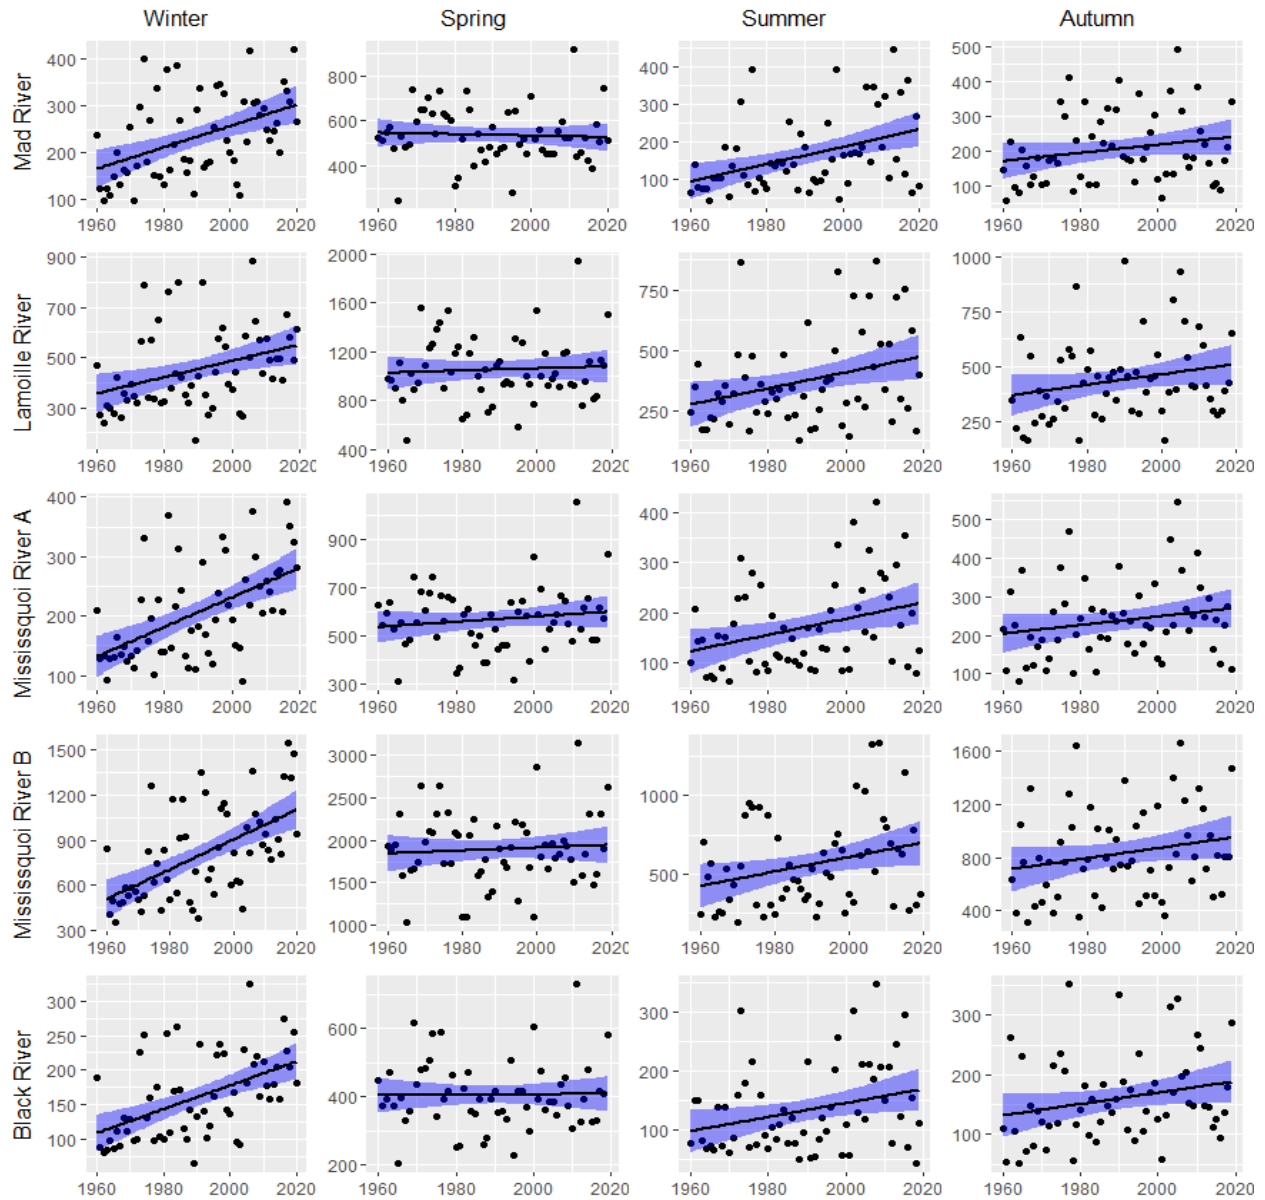 Winter Spring Summer Autumn
Mad River
400 300 200 100
800 600 400
400 300 200 100
500 400 300 200 100
1960 1980 2000 2020
1960 1980 2000 2020
1960 1980 2000 2020
1960 1980 2000 2020
Lamoille River
900 700 500 300
2000 1600 1200 800 400
750 500 250
1000 750 500 250
1960 1980 2000 2020
1960 1980 2000 2020
1960 1980 2000 2020
1960 1980 2000 2020
Mississquoi River A
400 300 200 100
900 700 500 300
400 300 200 100
500 400 300 200 100
1960 1980 2000 2020
1960 1980 2000 2020
1960 1980 2000 2020
1960 1980 2000 2020
Mississquoi River B
1500 1200 900 600 300
3000 2500 2000 1500 1000
1000 500
1600 1200 800 400
1960 1980 2000 2020
1960 1980 2000 2020
1960 1980 2000 2020
1960 1980 2000 2020
Black River
300 250 200 150 100
600 400 200
300 200 100
300 200 100
1960 1980 2000 2020
1960 1980 2000 2020
1960 1980 2000 2020
1960 1980 2000 2020